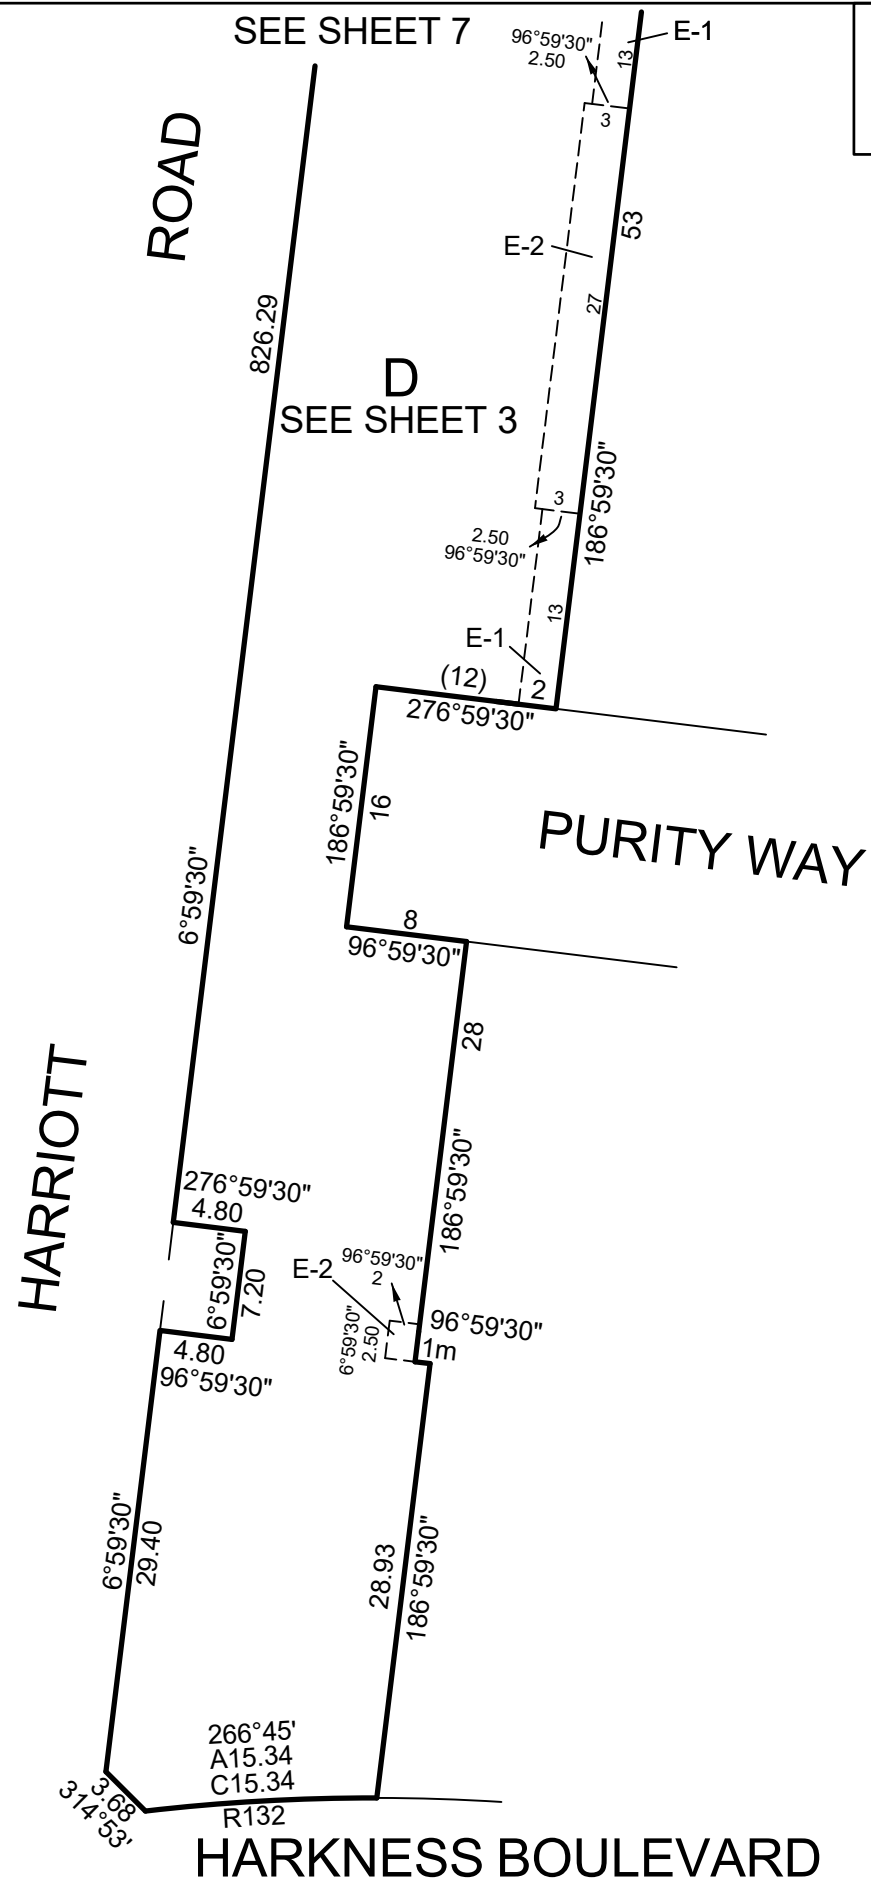 SEE SHEET 7
96°59'30"
2.50
13
E-1
3
ROAD
53
E-2
27
826.29
D
SEE SHEET 3
186°59'30"
3
2.50
96°59'30"
13
E-1
(12)
2
276°59'30"
186°59'30"
16
PURITY WAY
6°59'30"
8
96°59'30"
28
HARRIOTT
186°59'30"
276°59'30"
4.80
6°59'30"
7.20
E-2
96°59'30"
2
6°59'30"
2.50
96°59'30"
1m
4.80
96°59'30"
6°59'30"
29.40
28.93
186°59'30"
266°45'
A15.34
C15.34
R132
3.68
314°53'
HARKNESS BOULEVARD